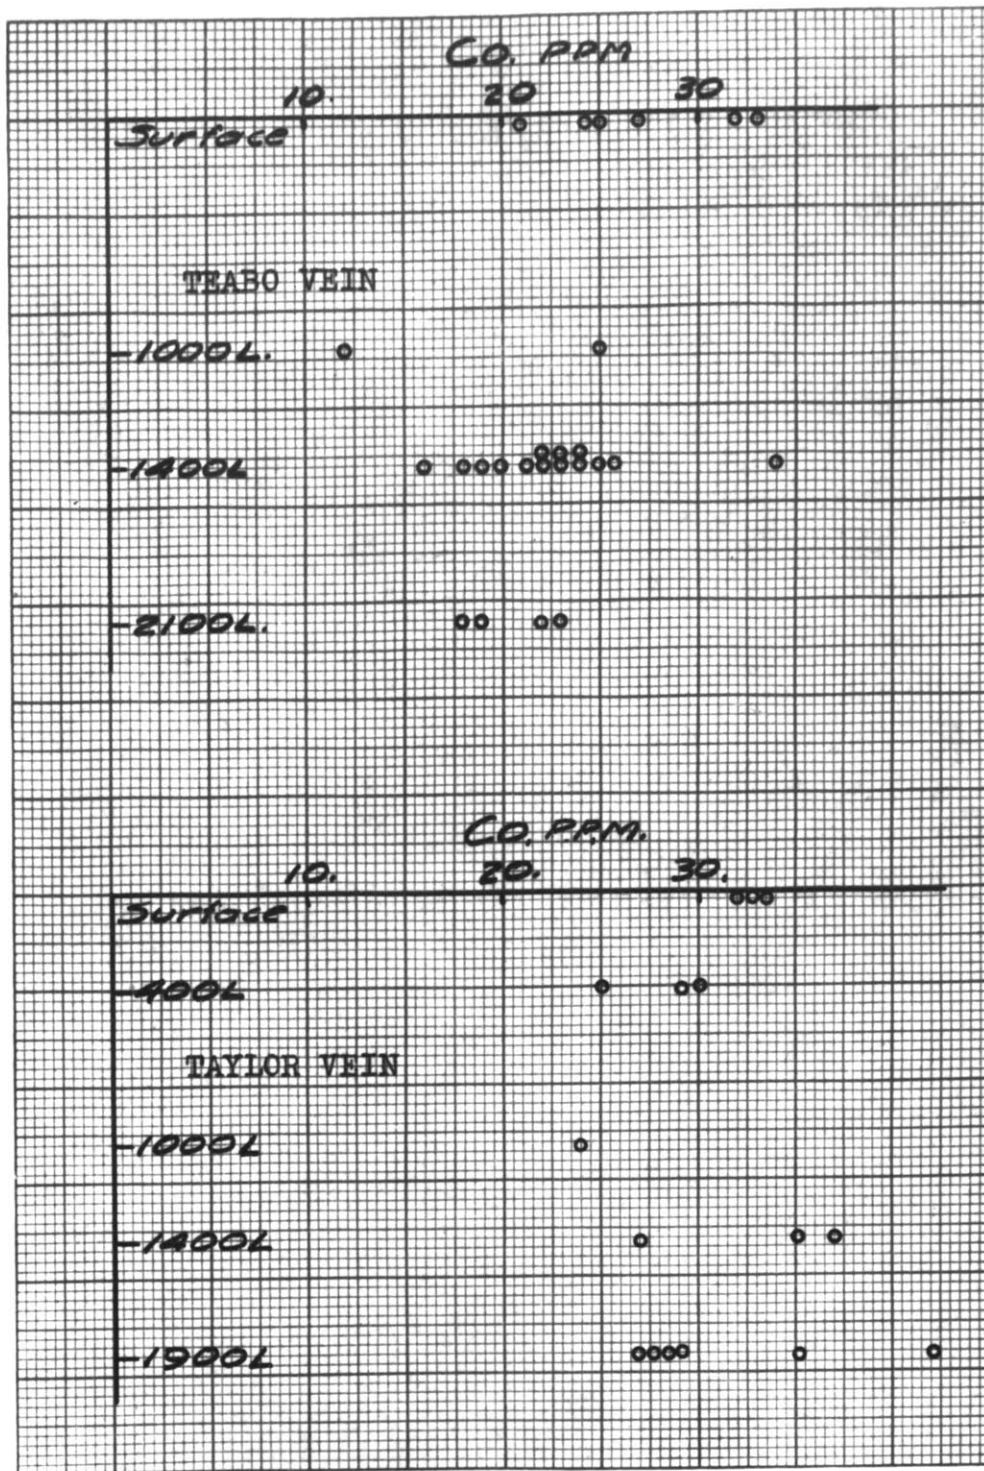 Co. PPM
10. 20 30
Surface
TEABO VEIN
-1000L.
-1400L
-2100L.
Co. P.P.M.
10. 20. 30.
Surface
-400L
TAYLOR VEIN
-1000L
-1400L
-1900L